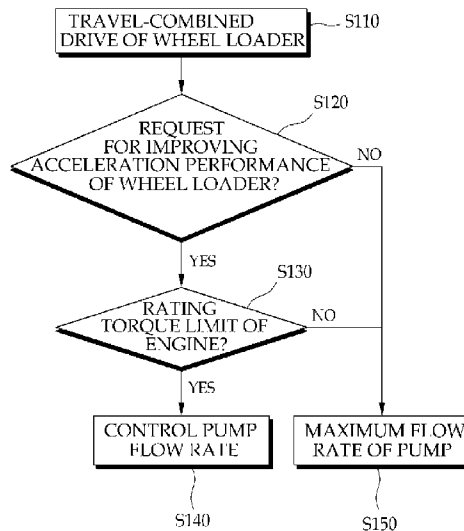 TRAVEL-COMBINED
DRIVE OF WHEEL LOADER
S110
S120
REQUEST
FOR IMPROVING
ACCELERATION PERFORMANCE
OF WHEEL LOADER?
NO
YES
S130
RATING
TORQUE LIMIT OF
ENGINE?
NO
YES
CONTROL PUMP
FLOW RATE
MAXIMUM FLOW
RATE OF PUMP
S140
S150